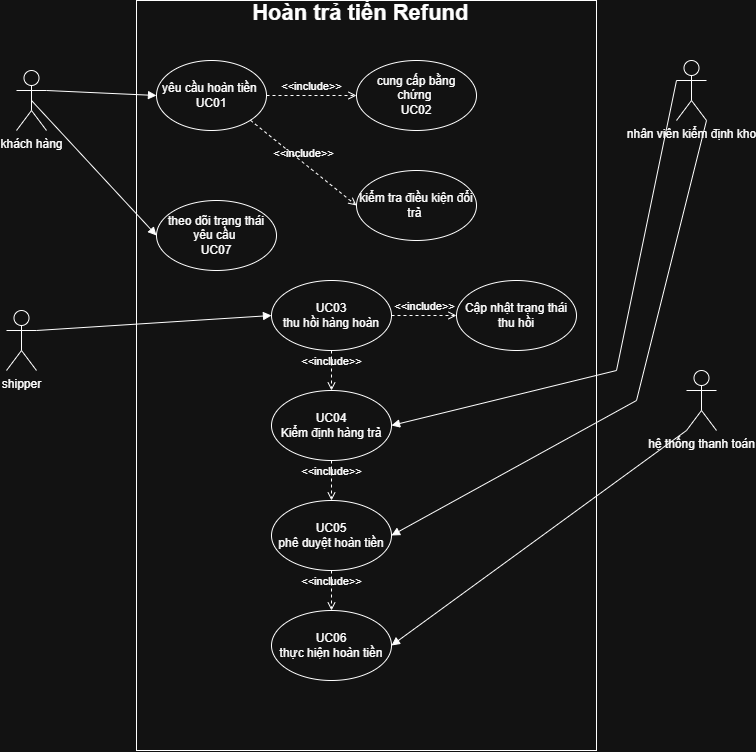 Hoàn trả tiền Refund
yêu cầu hoàn tiền
UC01
<<include>>
cung cấp bằng
chứng
UC02
khách hàng
nhân viên kiểm định kho
<<include>>
kiểm tra điều kiện đổi
trả
theo dõi trạng thái
yêu cầu
UC07
UC03
thu hồi hàng hoàn
<<include>>
Cập nhật trạng thái
thu hồi
shipper
<<include>>
UC04
Kiểm định hàng trả
hệ thống thanh toán
<<include>>
UC05
phê duyệt hoàn tiền
<<include>>
UC06
thực hiện hoàn tiền